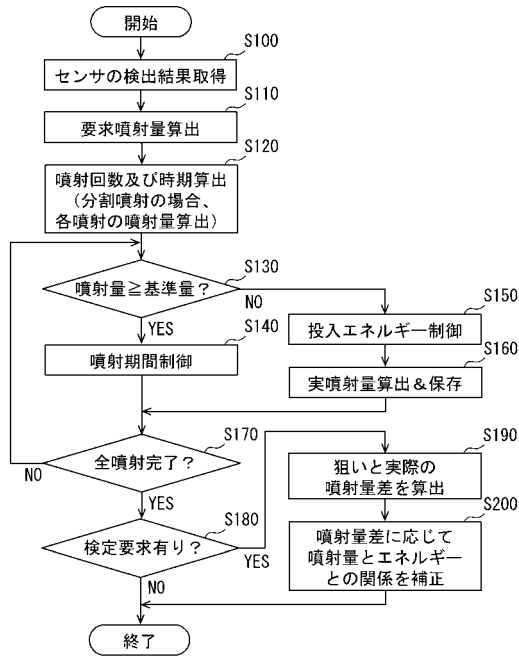 開始
S100
センサの検出結果取得
S110
要求噴射量算出
S120
噴射回数及び時期算出
(分割噴射の場合、
各噴射の噴射量算出)
S130
噴射量≧基準量?
NO
YES
S140
噴射期間制御
S150
投入エネルギー制御
S160
実噴射量算出&保存
S170
全噴射完了?
NO
YES
S180
検定要求有り?
YES
NO
S190
狙いと実際の
噴射量差を算出
S200
噴射量差に応じて
噴射量とエネルギー
との関係を補正
終了